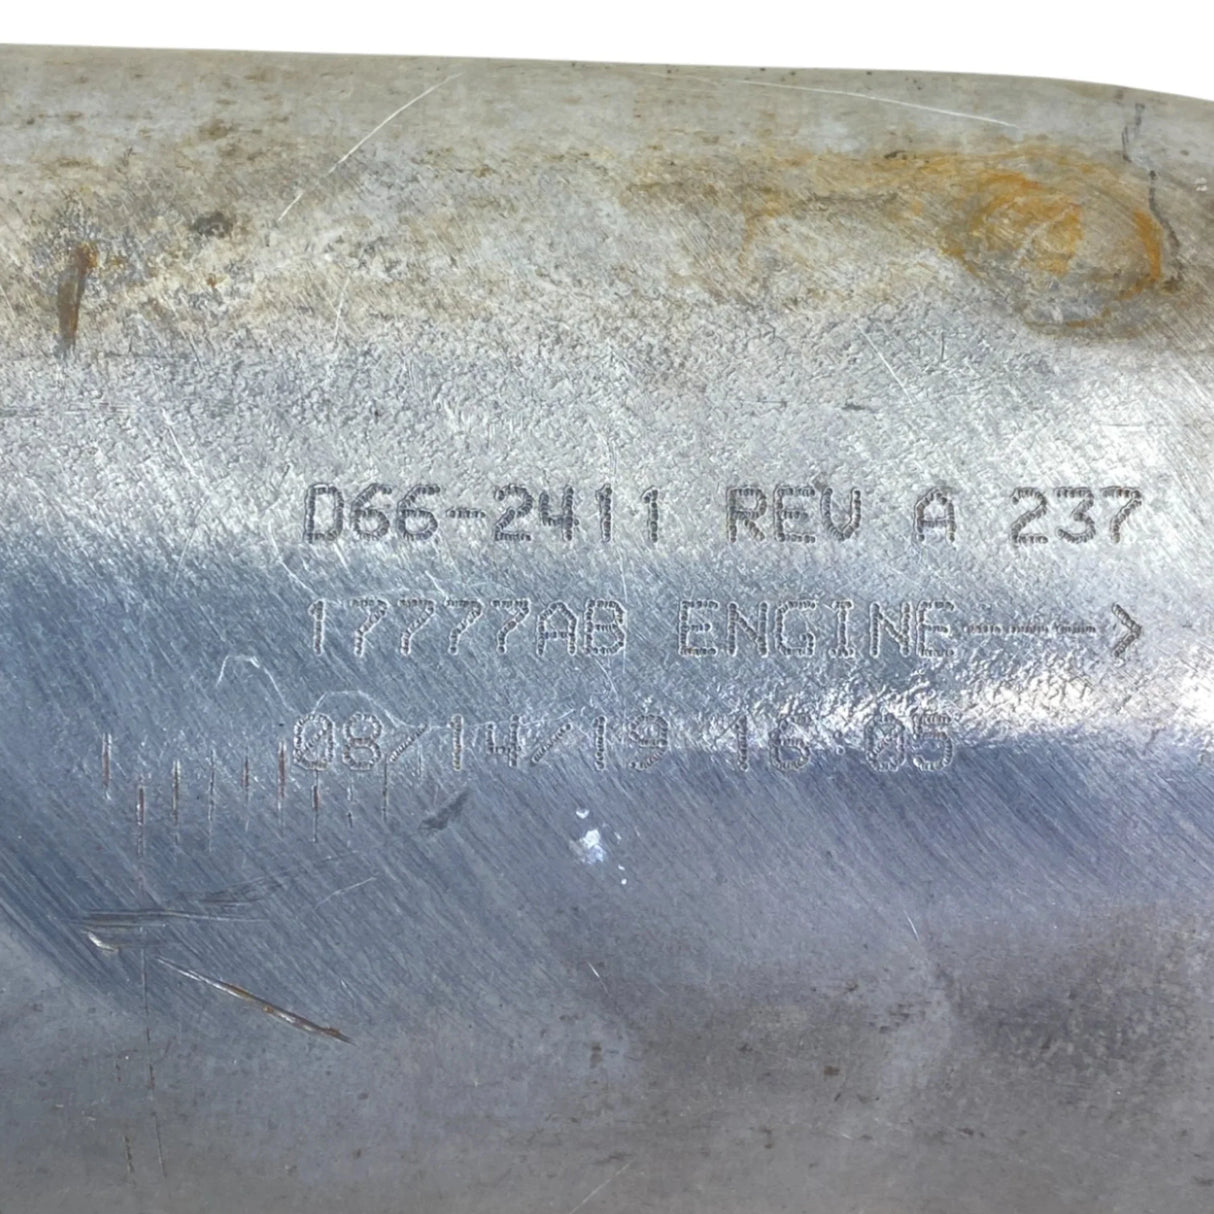 D66-2411 REV A 237
17777AB ENGINE--->
08/14/19 16 05